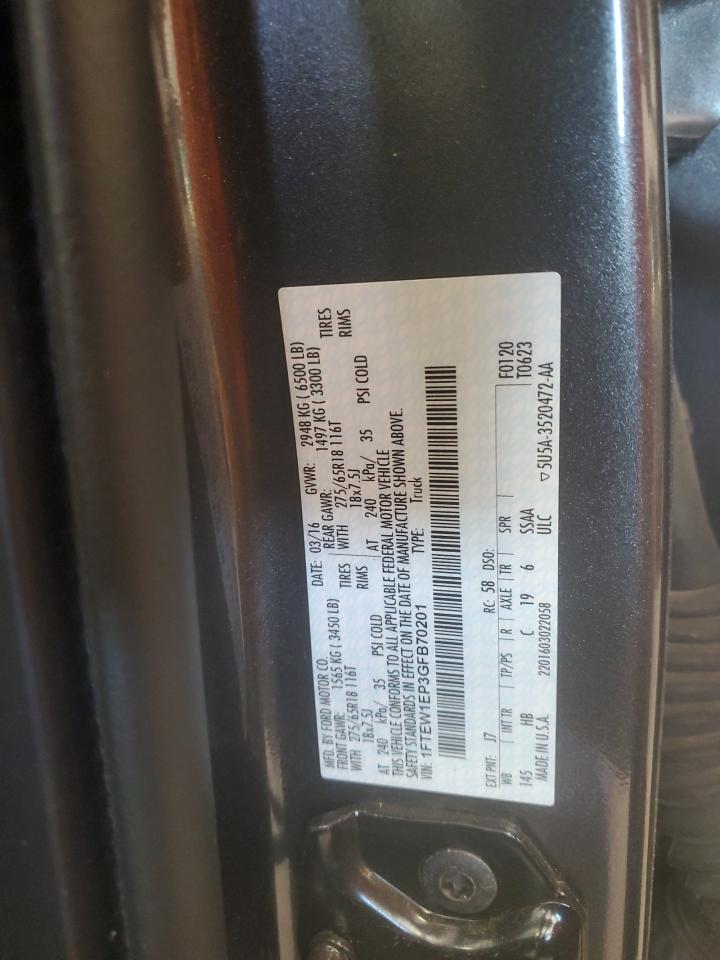 MFD. BY FORD MOTOR CO.
DATE: 03/16 GVWR: 2948 KG ( 6500 LB)
FRONT GAWR: 1565 KG ( 3450 LB) REAR GAWR: 1497 KG ( 3300 LB)
WITH 275/65R18 116T TIRES WITH 275/65R18 116T TIRES
18x7.5J RIMS 18x7.5J RIMS
AT 240 kPa/ 35 PSI COLD AT 240 kPa/ 35 PSI COLD
THIS VEHICLE CONFORMS TO ALL APPLICABLE FEDERAL MOTOR VEHICLE
SAFETY STANDARDS IN EFFECT ON THE DATE OF MANUFACTURE SHOWN ABOVE.
VIN: 1FTEW1EP3GFB70201 TYPE: Truck
EXT PNT: J7 RC: 58 DSO: F0120
WB INT TR TP/PS R AXLE TR SPR T0623
145 HB C 19 6 SSAA
MADE IN U.S.A. 2201603022058 ULC ▽5U5A-3520472-AA